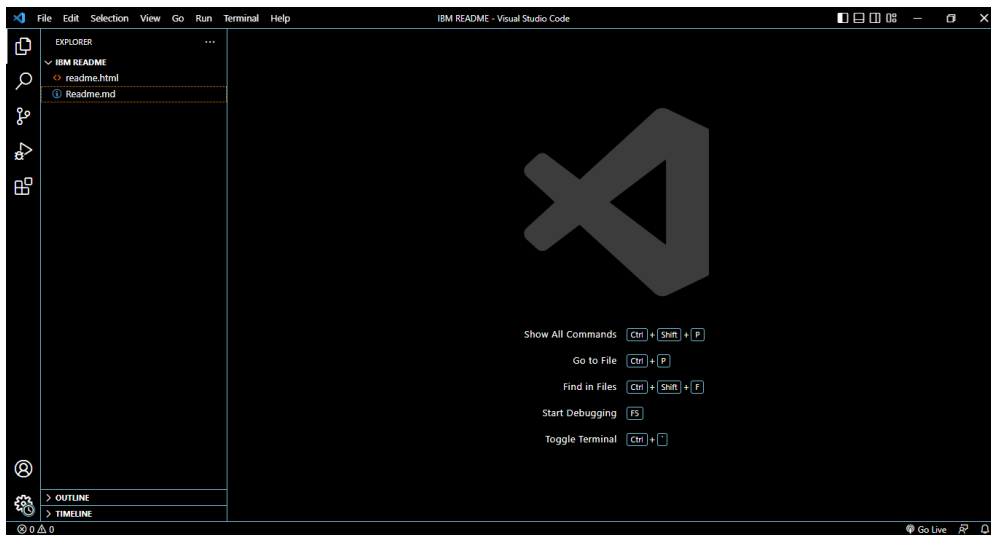 File Edit Selection View Go Run Terminal Help IBM README - Visual Studio Code
EXPLORER
IBM README
<> readme.html
Readme.md
Show All Commands Ctrl + Shift + P
Go to File Ctrl + P
Find in Files Ctrl + Shift + F
Start Debugging F5
Toggle Terminal Ctrl + `
OUTLINE
TIMELINE
0 0 Go Live